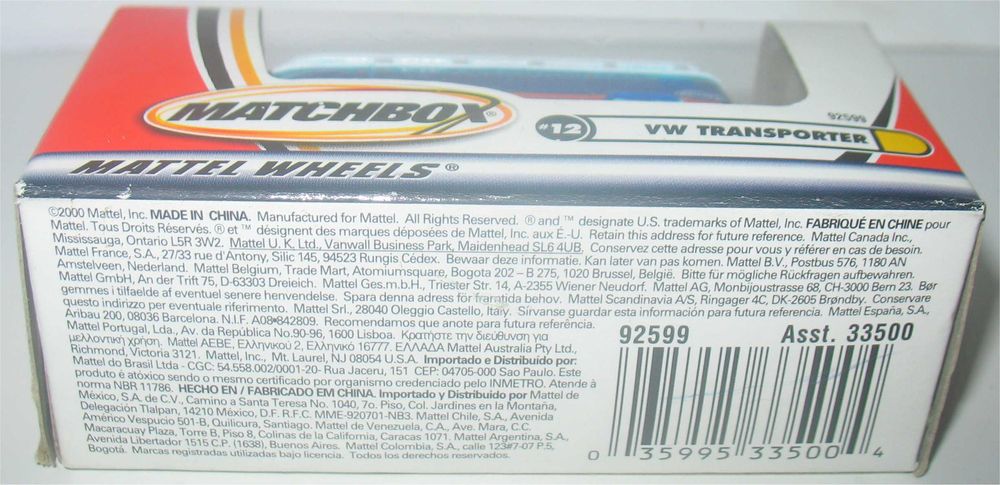 MATCHBOX®
#12
VW TRANSPORTER
92599
MATTEL WHEELS®
©2000 Mattel, Inc. MADE IN CHINA. Manufactured for Mattel. All Rights Reserved. ® and ™ designate U.S. trademarks of Mattel, Inc. FABRIQUÉ EN CHINE pour
Mattel. Tous Droits Réservés. ® et ™ désignent des marques déposées de Mattel, Inc. aux É.-U. Retain this address for future reference. Mattel Canada Inc.,
Mississauga, Ontario L5R 3W2. Mattel U. K. Ltd., Vanwall Business Park, Maidenhead SL6 4UB. Conservez cette adresse pour vous y référer en cas de besoin.
Mattel France, S.A., 27/33 rue d'Antony, Silic 145, 94523 Rungis Cédex. Bewaar deze informatie. Kan later van pas komen. Mattel B.V., Postbus 576, 1180 AN
Amstelveen, Nederland. Mattel Belgium, Trade Mart, Atomiumsquare, Bogota 202 – B 275, 1020 Brussel, België. Bitte für mögliche Rückfragen aufbewahren.
Mattel GmbH, An der Trift 75, D-63303 Dreieich. Mattel Ges.m.b.H., Triester Str. 14, A-2355 Wiener Neudorf. Mattel AG, Monbijoustrasse 68, CH-3000 Bern 23. Bør
gemmes i tilfælde af eventuel senere henvendelse. Spara denna adress för framtida behov. Mattel Scandinavia A/S, Ringager 4C, DK-2605 Brøndby. Conservare
questo indirizzo per eventuale riferimento. Mattel Srl., 28040 Oleggio Castello, Italy. Sírvanse guardar esta información para futura referencia. Mattel España, S.A.,
Aribau 200, 08036 Barcelona. N.I.F. A08•842809. Recomendamos que anote para futura referência.
Mattel Portugal, Lda., Av. da República No.90-96, 1600 Lisboa. Κρατήστε την διεύθυνση για
μελλοντική χρήση. Mattel AEBE, Ελληνικού 2, Ελληνικό 16777. ΕΛΛΑΔΑ Mattel Australia Pty Ltd.,
Richmond, Victoria 3121. Mattel, Inc., Mt. Laurel, NJ 08054 U.S.A. Importado e Distribuido por:
Mattel do Brasil Ltda - CGC: 54.558.002/0001-20- Rua Jaceru, 151 CEP: 04705-000 Sao Paulo. Este
produto é atóxico sendo o mesmo certificado por organismo credenciado pelo INMETRO. Atende à
norma NBR 11786. HECHO EN / FABRICADO EM CHINA. Importado y Distribuido por Mattel de
México, S.A. de C.V., Camino a Santa Teresa No. 1040, 7o. Piso, Col. Jardines en la Montaña,
Delegación Tlalpan, 14210 México, D.F. R.F.C. MME-920701-NB3. Mattel Chile, S.A., Avenida
Américo Vespucio 501-B, Quilicura, Santiago. Mattel de Venezuela, C.A., Ave. Mara, C.C.
Macaracuay Plaza, Torre B, Piso 8, Colinas de la California, Caracas 1071. Mattel Argentina, S.A.,
Avenida Libertador 1515 C.P. (1638), Buenos Aires. Mattel Colombia, S.A., calle 123#7-07 P.5,
Bogotá. Marcas registradas utilizadas bajo licencia. Todos los derechos reservados.
92599 Asst. 33500
0 35995 33500 4